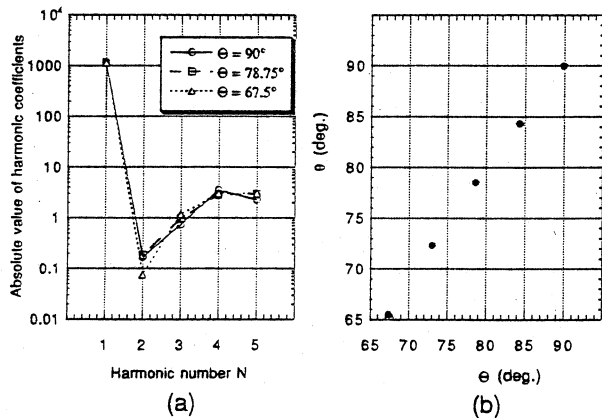 Absolute value of harmonic coefficients
10⁴
1000
100
10
1
0.1
0.01
Θ = 90°
Θ = 78.75°
Θ = 67.5°
1 2 3 4 5
Harmonic number N
(a)
θ (deg.)
90
85
80
75
70
65
65 70 75 80 85 90
Θ (deg.)
(b)